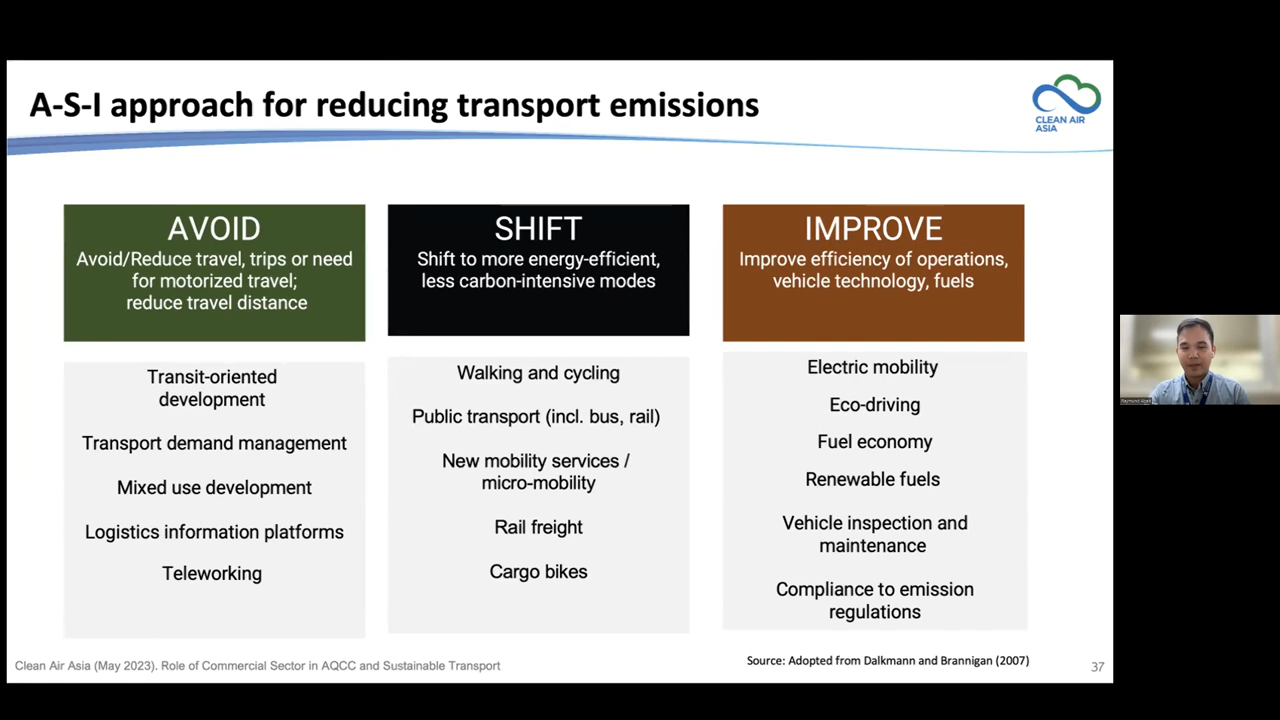 A-S-I approach for reducing transport emissions
CLEAN AIR
ASIA
AVOID
Avoid/Reduce travel, trips or need
for motorized travel;
reduce travel distance
Transit-oriented
development
Transport demand management
Mixed use development
Logistics information platforms
Teleworking
SHIFT
Shift to more energy-efficient,
less carbon-intensive modes
Walking and cycling
Public transport (incl. bus, rail)
New mobility services /
micro-mobility
Rail freight
Cargo bikes
IMPROVE
Improve efficiency of operations,
vehicle technology, fuels
Electric mobility
Eco-driving
Fuel economy
Renewable fuels
Vehicle inspection and
maintenance
Compliance to emission
regulations
Clean Air Asia (May 2023). Role of Commercial Sector in AQCC and Sustainable Transport
Source: Adopted from Dalkmann and Brannigan (2007)
37